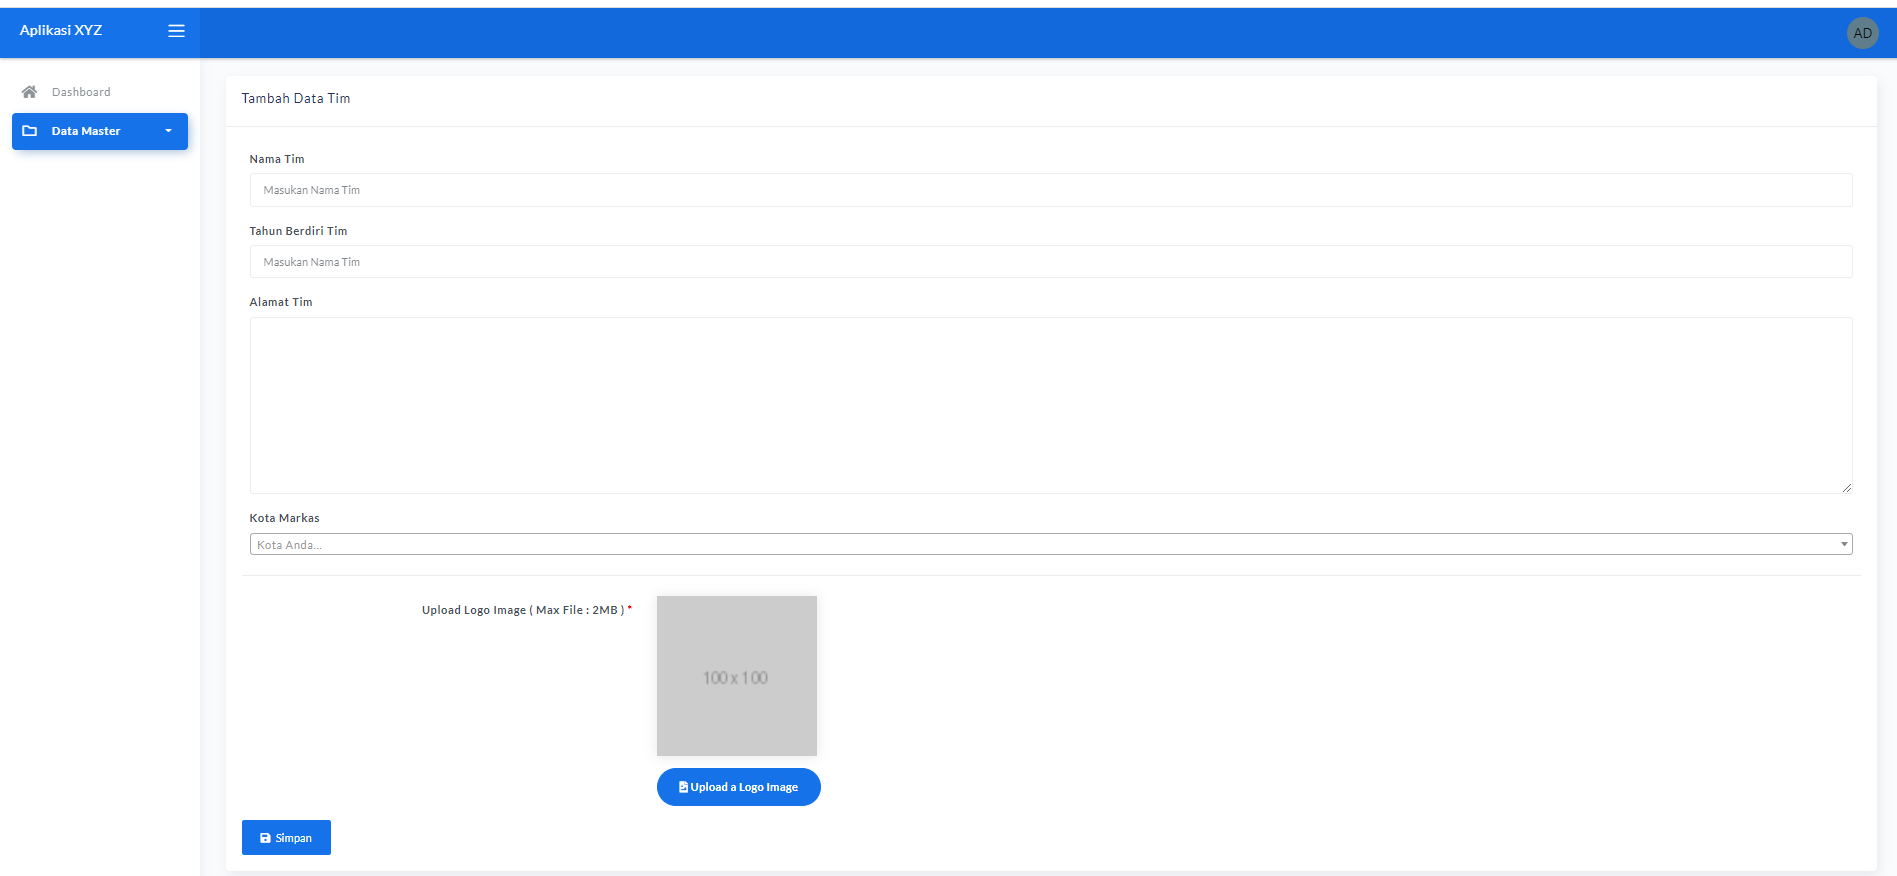 Aplikasi XYZ
AD
Dashboard
Data Master
Tambah Data Tim
Nama Tim
Masukan Nama Tim
Tahun Berdiri Tim
Masukan Nama Tim
Alamat Tim
Kota Markas
Kota Anda...
Upload Logo Image ( Max File : 2MB ) *
100 x 100
Upload a Logo Image
Simpan